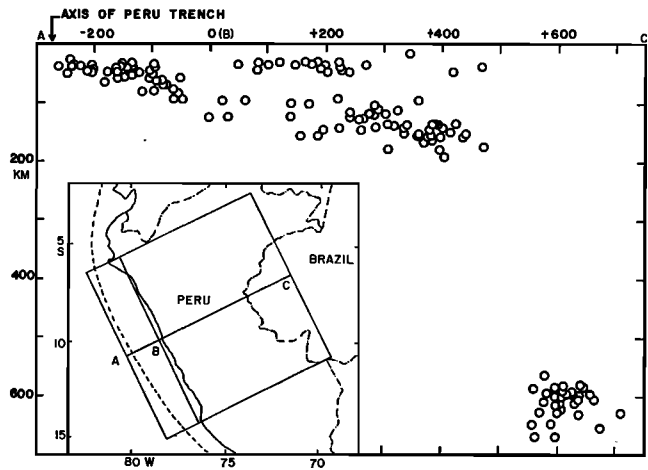 AXIS OF PERU TRENCH
A -200 0(B) +200 +400 +600 C
200
KM
400
600
5
S
BRAZIL
PERU
C
10
A B
15
80 W 75 70